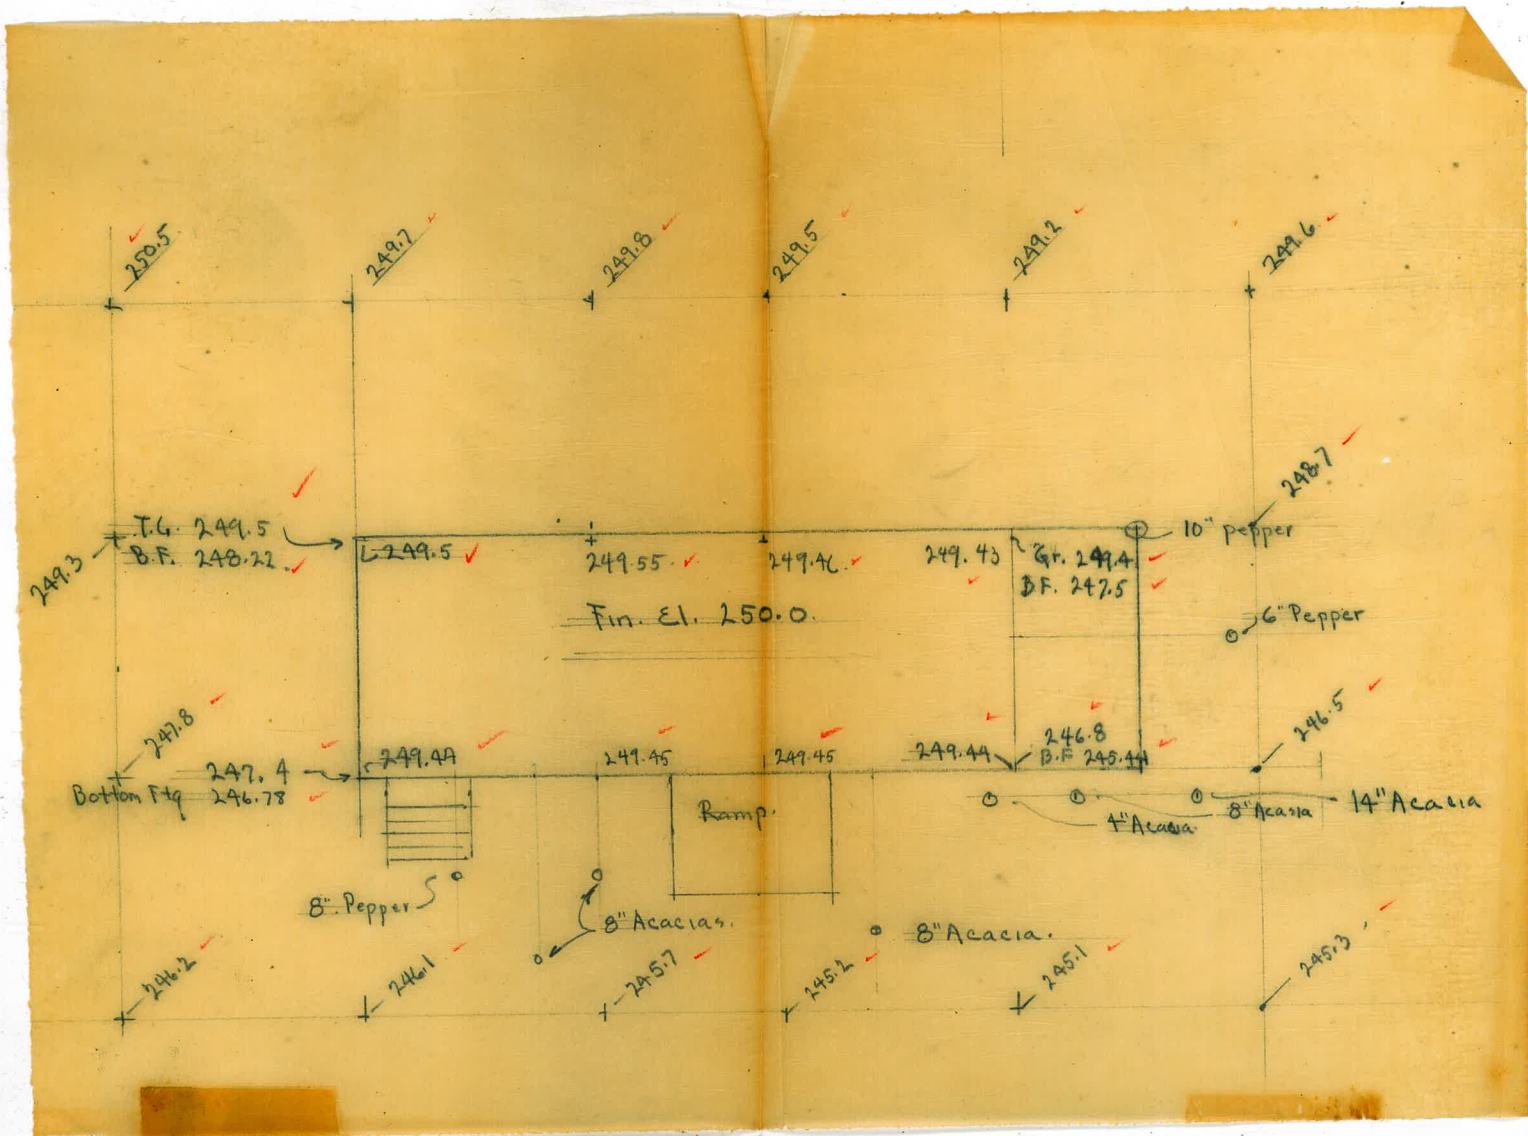 250.5
249.7
249.8
249.5
249.2
249.6
248.7
T.G. 249.5
B.F. 248.22
249.3
249.5
249.55
249.46
249.43
Gr. 249.4
B.F. 247.5
10" pepper
Fin. El. 250.0.
6" Pepper
247.8
246.5
247.4
Bottom Ftg 246.78
249.44
249.45
249.45
249.44
246.8
B.F 245.44
Ramp.
4" Acacia
8" Acacia
14" Acacia
8" Pepper
8" Acacias.
8" Acacia.
246.2
246.1
245.7
245.2
245.1
245.3